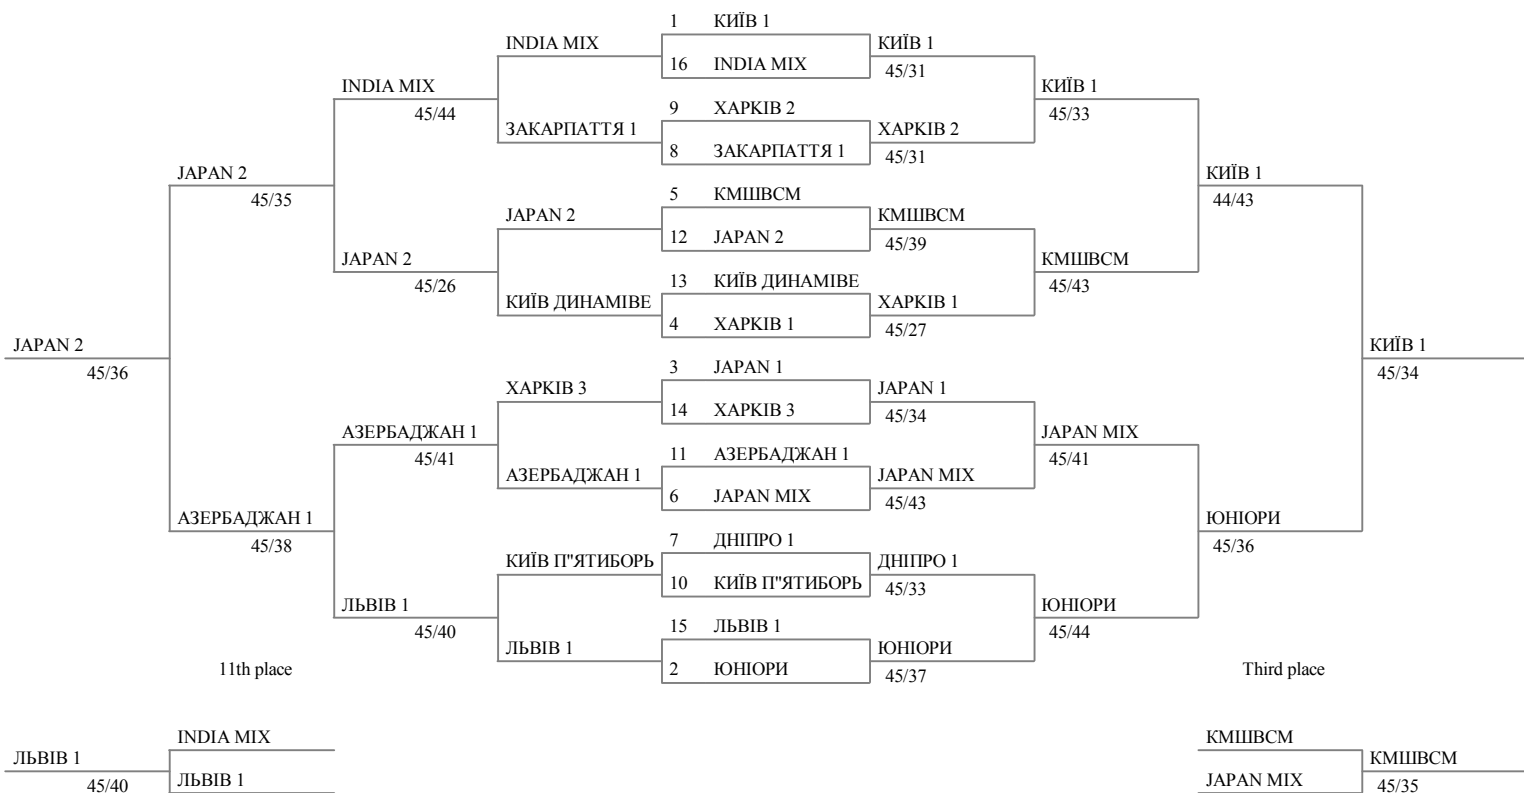 1 КИЇВ 1
INDIA MIX КИЇВ 1
16 INDIA MIX 45/31
INDIA MIX КИЇВ 1
45/44 9 ХАРКІВ 2 45/33
ЗАКАРПАТТЯ 1 ХАРКІВ 2
8 ЗАКАРПАТТЯ 1 45/31
JAPAN 2 КИЇВ 1
45/35 5 КМШВСМ 44/43
JAPAN 2 КМШВСМ
12 JAPAN 2 45/39
JAPAN 2 КМШВСМ
45/26 13 КИЇВ ДИНАМІВЕ 45/43
КИЇВ ДИНАМІВЕ ХАРКІВ 1
4 ХАРКІВ 1 45/27
JAPAN 2 КИЇВ 1
45/36 3 JAPAN 1 45/34
ХАРКІВ 3 JAPAN 1
14 ХАРКІВ 3 45/34
АЗЕРБАДЖАН 1 JAPAN MIX
45/41 11 АЗЕРБАДЖАН 1 45/41
АЗЕРБАДЖАН 1 JAPAN MIX
6 JAPAN MIX 45/43
АЗЕРБАДЖАН 1 ЮНІОРИ
45/38 7 ДНІПРО 1 45/36
КИЇВ П"ЯТИБОРЬ ДНІПРО 1
10 КИЇВ П"ЯТИБОРЬ 45/33
ЛЬВІВ 1 ЮНІОРИ
45/40 15 ЛЬВІВ 1 45/44
ЛЬВІВ 1 ЮНІОРИ
11th place 2 ЮНІОРИ 45/37 Third place
INDIA MIX КМШВСМ
ЛЬВІВ 1 КМШВСМ
45/40 ЛЬВІВ 1 JAPAN MIX 45/35